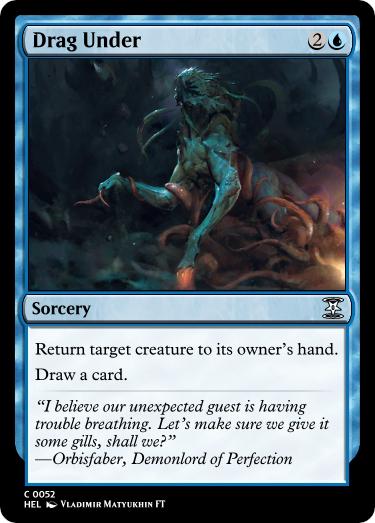 Drag Under 2
Sorcery
Return target creature to its owner's hand.
Draw a card.
“I believe our unexpected guest is having
trouble breathing. Let's make sure we give it
some gills, shall we?”
—Orbisfaber, Demonlord of Perfection
C 0052
HEL Vladimir Matyukhin FT